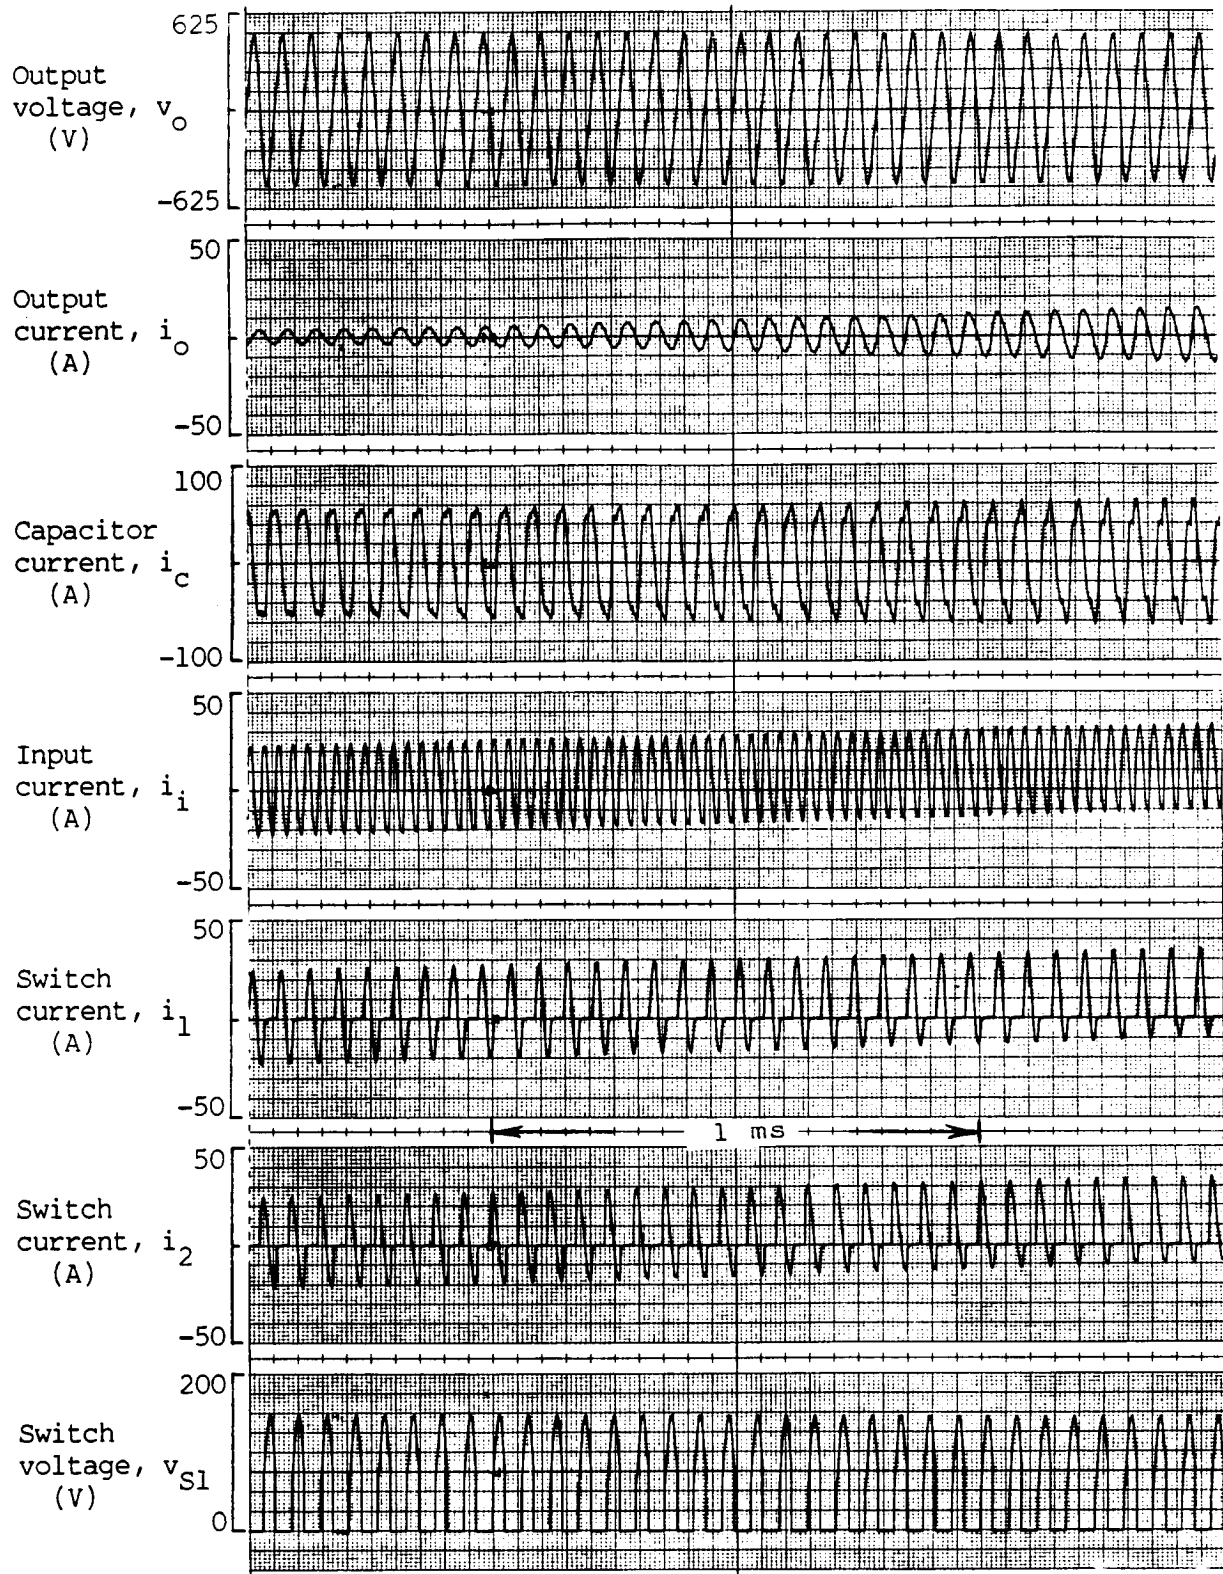 625
Output
voltage, vo
(V)
-625
50
Output
current, io
(A)
-50
100
Capacitor
current, ic
(A)
-100
50
Input
current, ii
(A)
-50
50
Switch
current, i1
(A)
-50
1 ms
50
Switch
current, i2
(A)
-50
200
Switch
voltage, vS1
(V)
0